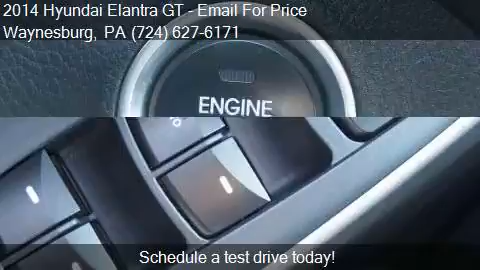 2014 Hyundai Elantra GT - Email For Price
Waynesburg, PA (724) 627-6171
ENGINE
Schedule a test drive today!